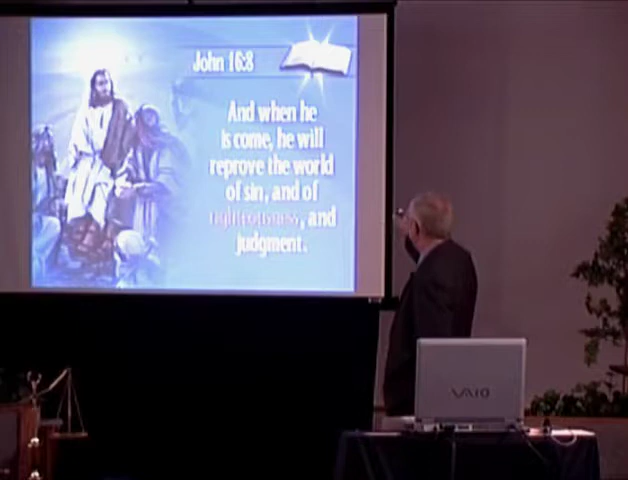 John 16:8
And when he
is come, he will
reprove the world
of sin, and of
righteousness, and
judgment.
VAIO